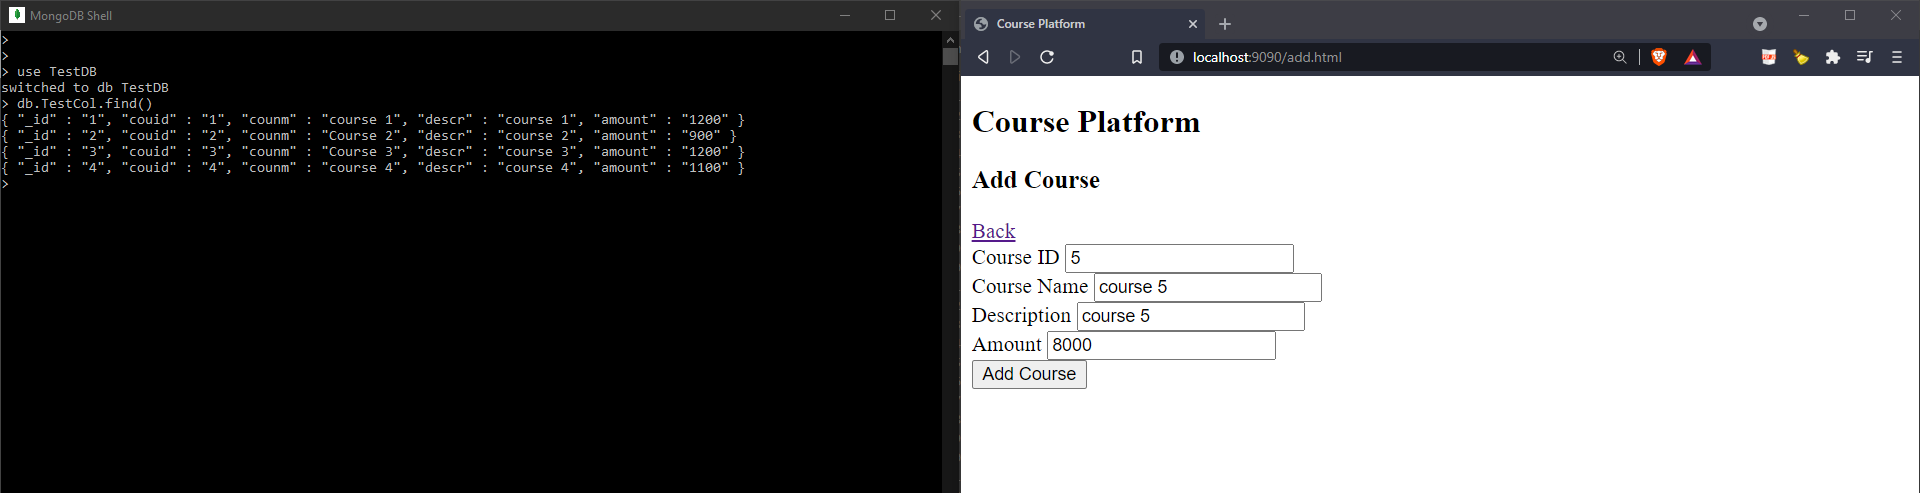 MongoDB Shell
>
>
> use TestDB
switched to db TestDB
> db.TestCol.find()
{ "_id" : "1", "couid" : "1", "counm" : "course 1", "descr" : "course 1", "amount" : "1200" }
{ "_id" : "2", "couid" : "2", "counm" : "Course 2", "descr" : "course 2", "amount" : "900" }
{ "_id" : "3", "couid" : "3", "counm" : "Course 3", "descr" : "course 3", "amount" : "1200" }
{ "_id" : "4", "couid" : "4", "counm" : "course 4", "descr" : "course 4", "amount" : "1100" }
>
Course Platform
localhost:9090/add.html
Course Platform
Add Course
Back
Course ID 5
Course Name course 5
Description course 5
Amount 8000
Add Course